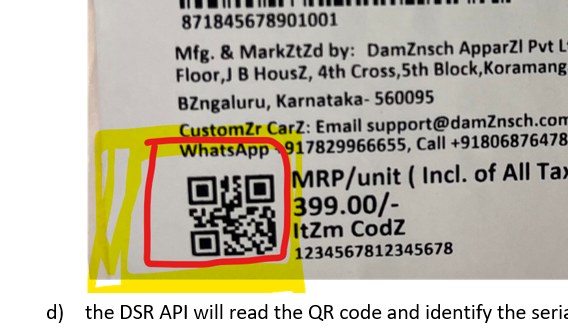 871845678901001
Mfg. & MarkZtZd by: DamZnsch ApparZl Pvt L
Floor,J B HousZ, 4th Cross,5th Block,Koramang
BZngaluru, Karnataka- 560095
CustomZr CarZ: Email support@damZnsch.com
WhatsApp 917829966655, Call +91806876478
MRP/unit ( Incl. of All Tax
399.00/-
ItZm CodZ
1234567812345678
d) the DSR API will read the QR code and identify the seria